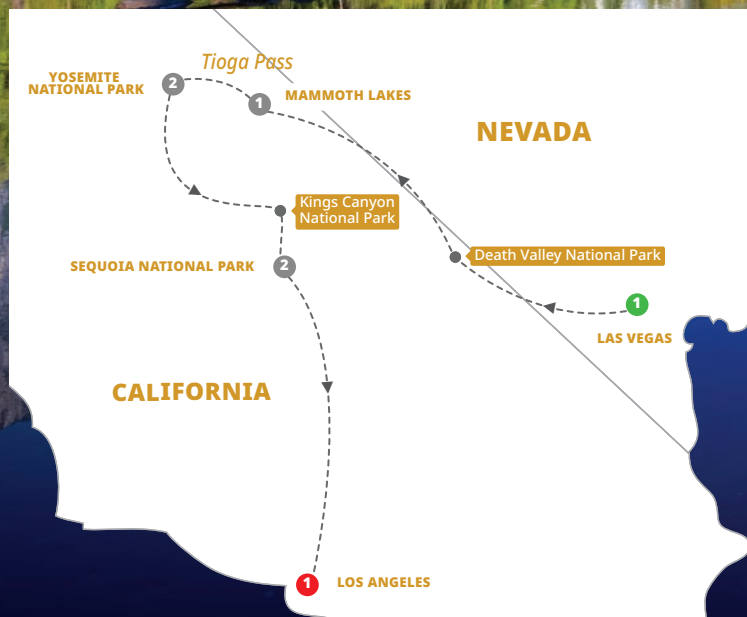 Tioga Pass
YOSEMITE
NATIONAL PARK
2
1
MAMMOTH LAKES
NEVADA
Kings Canyon
National Park
SEQUOIA NATIONAL PARK
2
Death Valley National Park
1
LAS VEGAS
CALIFORNIA
1
LOS ANGELES